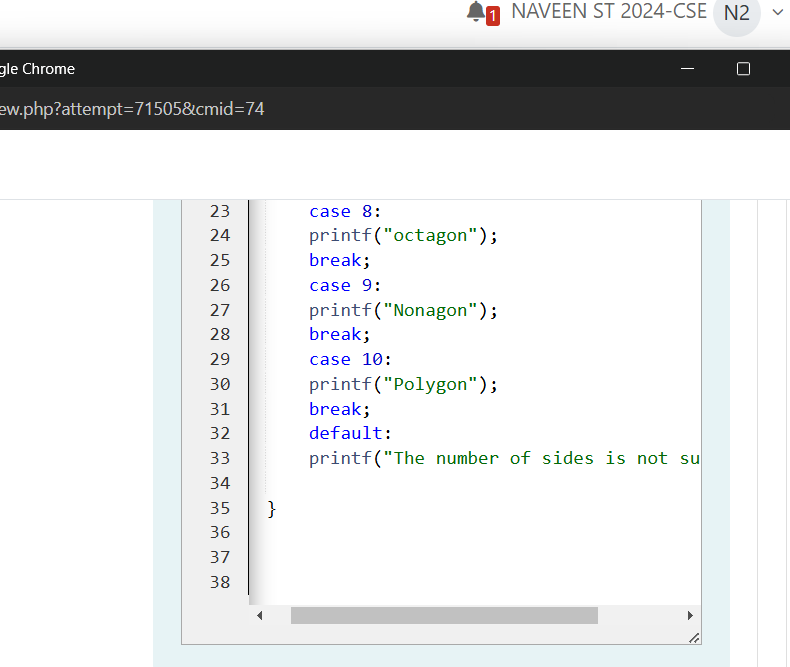 1 NAVEEN ST 2024-CSE N2
gle Chrome
ew.php?attempt=71505&cmid=74
23 case 8:
24 printf("octagon");
25 break;
26 case 9:
27 printf("Nonagon");
28 break;
29 case 10:
30 printf("Polygon");
31 break;
32 default:
33 printf("The number of sides is not su
34
35 }
36
37
38